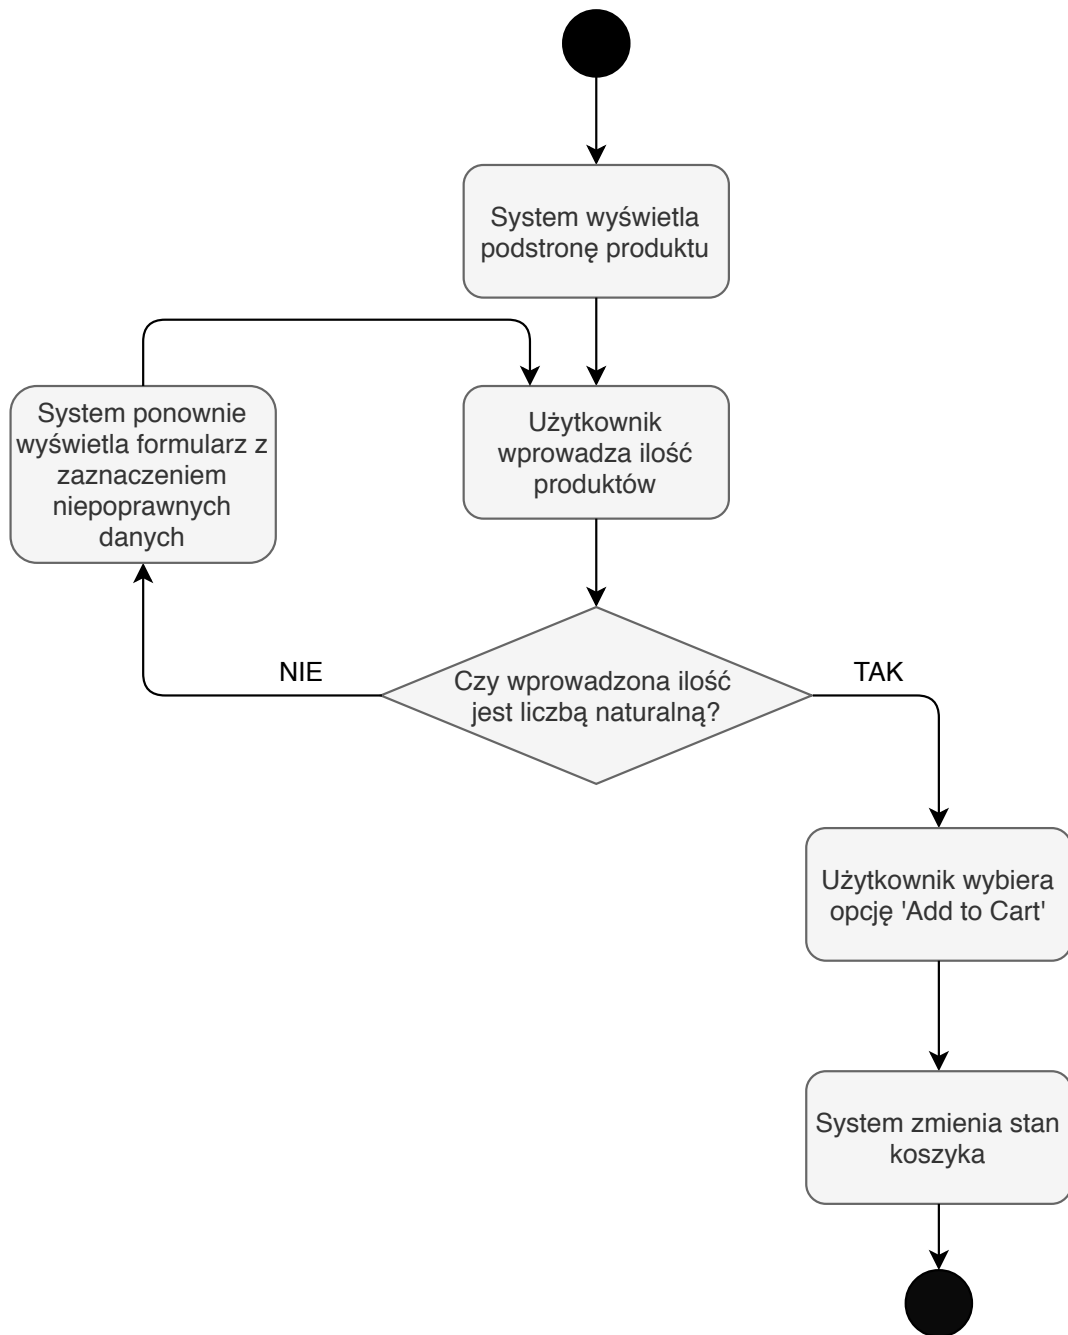 System wyświetla
podstronę produktu
System ponownie
wyświetla formularz z
zaznaczeniem
niepoprawnych
danych
Użytkownik
wprowadza ilość
produktów
NIE
Czy wprowadzona ilość
jest liczbą naturalną?
TAK
Użytkownik wybiera
opcję 'Add to Cart'
System zmienia stan
koszyka